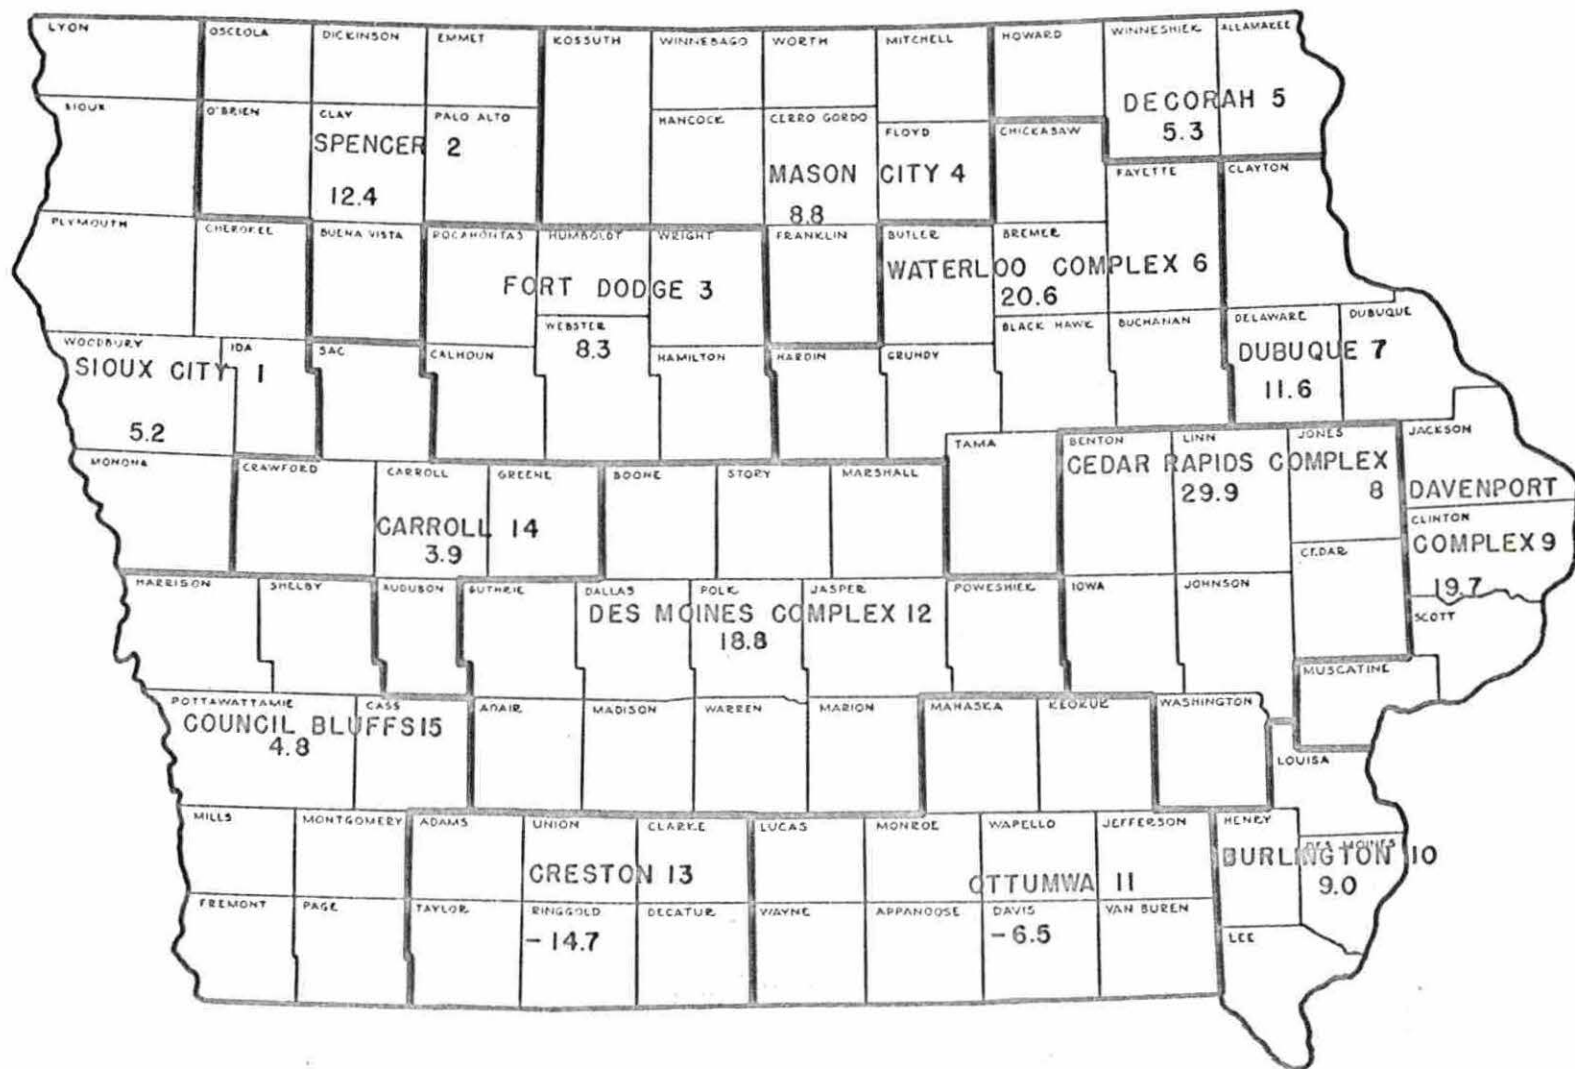 LYON
OSCEOLA
DICKINSON
EMMET
KOSSUTH
WINNEBAGO
WORTH
MITCHELL
HOWARD
WINNESHIEK
ALLAMAKEE
SIOUX
O'BRIEN
CLAY
PALO ALTO
HANCOCK
CERRO GORDO
FLOYD
CHICKASAW
DECORAH 5
5.3
SPENCER 2
12.4
MASON CITY 4
8.8
FAYETTE
CLAYTON
PLYMOUTH
CHEROKEE
BUENA VISTA
POCAHONTAS
HUMBOLDT
WRIGHT
FRANKLIN
BUTLER
BREMER
FORT DODGE 3
WATERLOO COMPLEX 6
20.6
WEBSTER
8.3
BLACK HAWK
BUCHANAN
DELAWARE
DUBUQUE
WOODBURY
IDA
SAC
CALHOUN
HAMILTON
HARDIN
GRUNDY
SIOUX CITY 1
5.2
DUBUQUE 7
11.6
TAMA
BENTON
LINN
JONES
JACKSON
MONONA
CRAWFORD
CARROLL
GREENE
BOONE
STORY
MARSHALL
CEDAR RAPIDS COMPLEX
29.9
8
DAVENPORT
CLINTON
COMPLEX 9
19.7
CARROLL 14
3.9
CEDAR
HARRISON
SHELBY
AUDUBON
GUTHRIE
DALLAS
POLK
JASPER
POWESHIEK
IOWA
JOHNSON
SCOTT
DES MOINES COMPLEX 12
18.8
MUSCATINE
POTTAWATTAMIE
CASS
ADAIR
MADISON
WARREN
MARION
MAHASKA
KEOKUK
WASHINGTON
COUNCIL BLUFFS 15
4.8
LOUISA
MILLS
MONTGOMERY
ADAMS
UNION
CLARKE
LUCAS
MONROE
WAPELLO
JEFFERSON
HENRY
DES MOINES
CRESTON 13
OTTUMWA 11
BURLINGTON 10
9.0
FREMONT
PAGE
TAYLOR
RINGGOLD
DECATUR
WAYNE
APPANOOSE
DAVIS
VAN BUREN
LEE
-14.7
-6.5